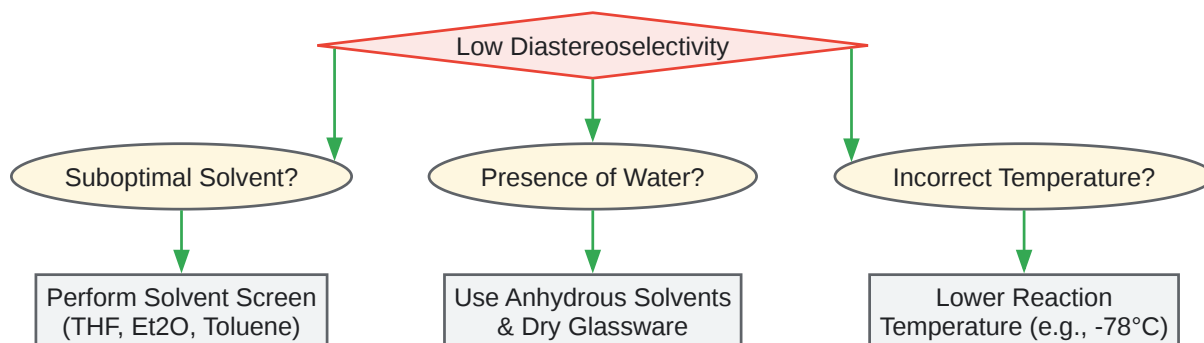 Low Diastereoselectivity
Suboptimal Solvent?
Presence of Water?
Incorrect Temperature?
Perform Solvent Screen
(THF, Et2O, Toluene)
Use Anhydrous Solvents
& Dry Glassware
Lower Reaction
Temperature (e.g., -78°C)